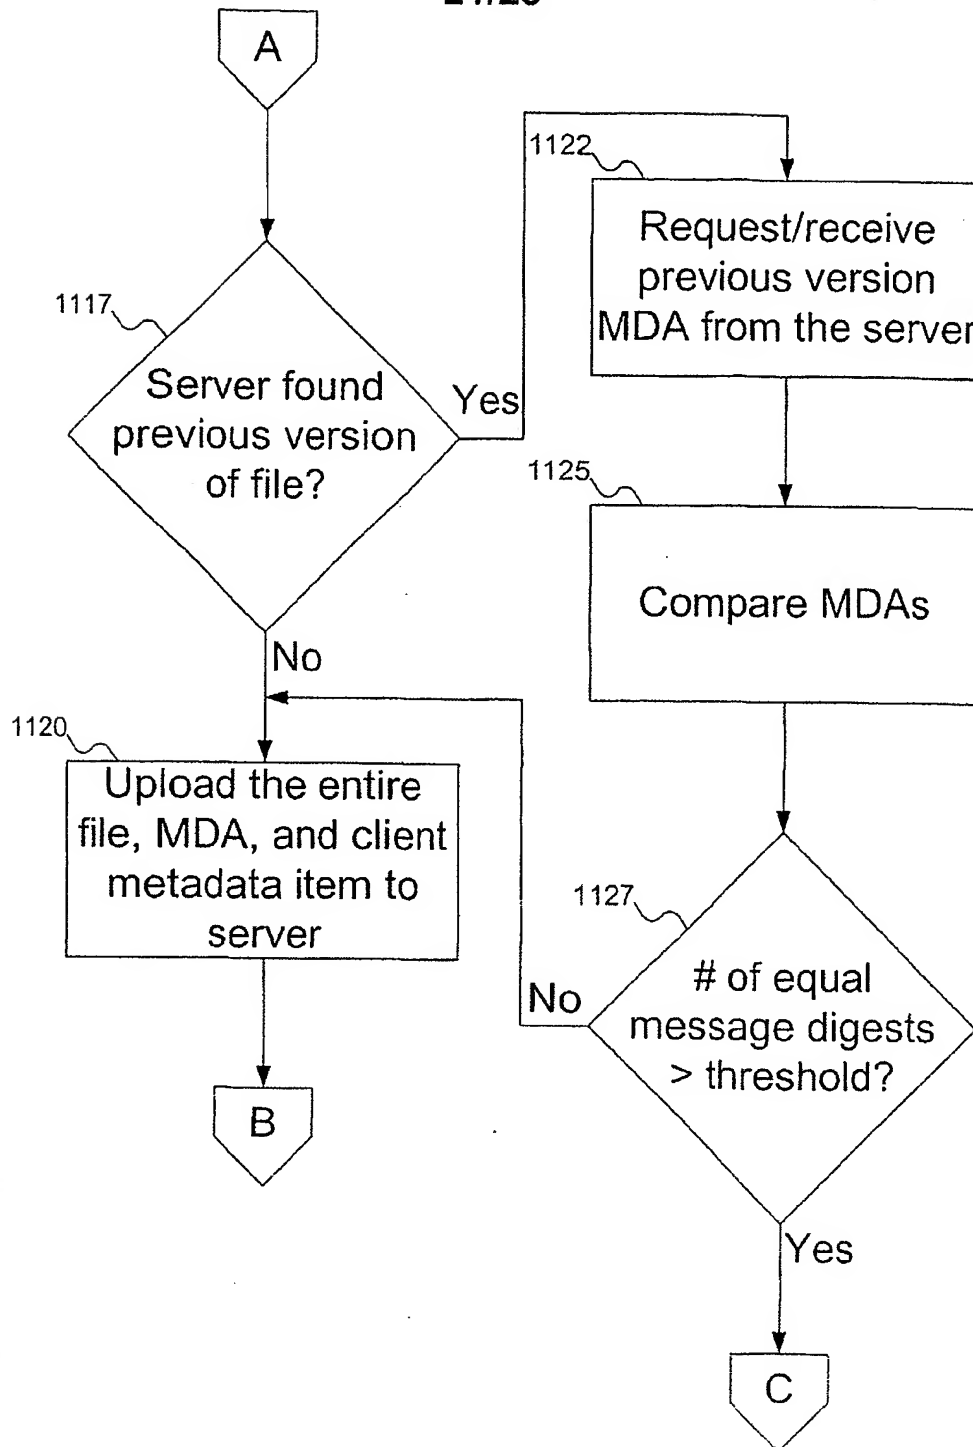 A
1117
Server found
previous version
of file?
Yes
No
1122
Request/receive
previous version
MDA from the server
1125
Compare MDAs
1127
# of equal
message digests
> threshold?
No
Yes
1120
Upload the entire
file, MDA, and client
metadata item to
server
B
C